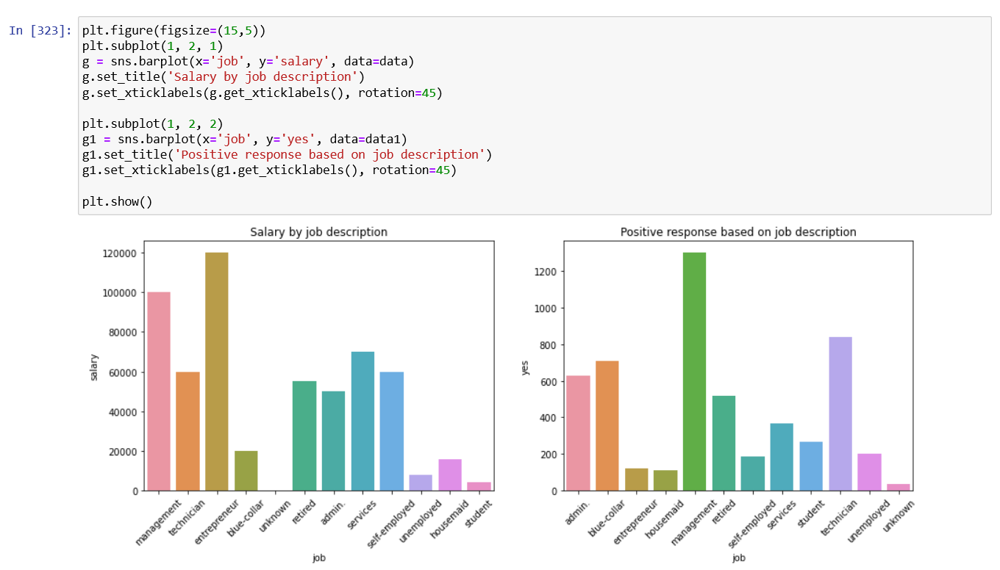 In [323]:
plt.figure(figsize=(15,5))
plt.subplot(1, 2, 1)
g = sns.barplot(x='job', y='salary', data=data)
g.set_title('Salary by job description')
g.set_xticklabels(g.get_xticklabels(), rotation=45)
plt.subplot(1, 2, 2)
g1 = sns.barplot(x='job', y='yes', data=data1)
g1.set_title('Positive response based on job description')
g1.set_xticklabels(g1.get_xticklabels(), rotation=45)
plt.show()
Salary by job description
120000
100000
80000
60000
40000
20000
0
salary
management
technician
entrepreneur
blue-collar
unknown
retired
admin.
services
self-employed
unemployed
housemaid
student
job
Positive response based on job description
1200
1000
800
600
400
200
0
yes
admin.
blue-collar
entrepreneur
housemaid
management
retired
self-employed
services
student
technician
unemployed
unknown
job